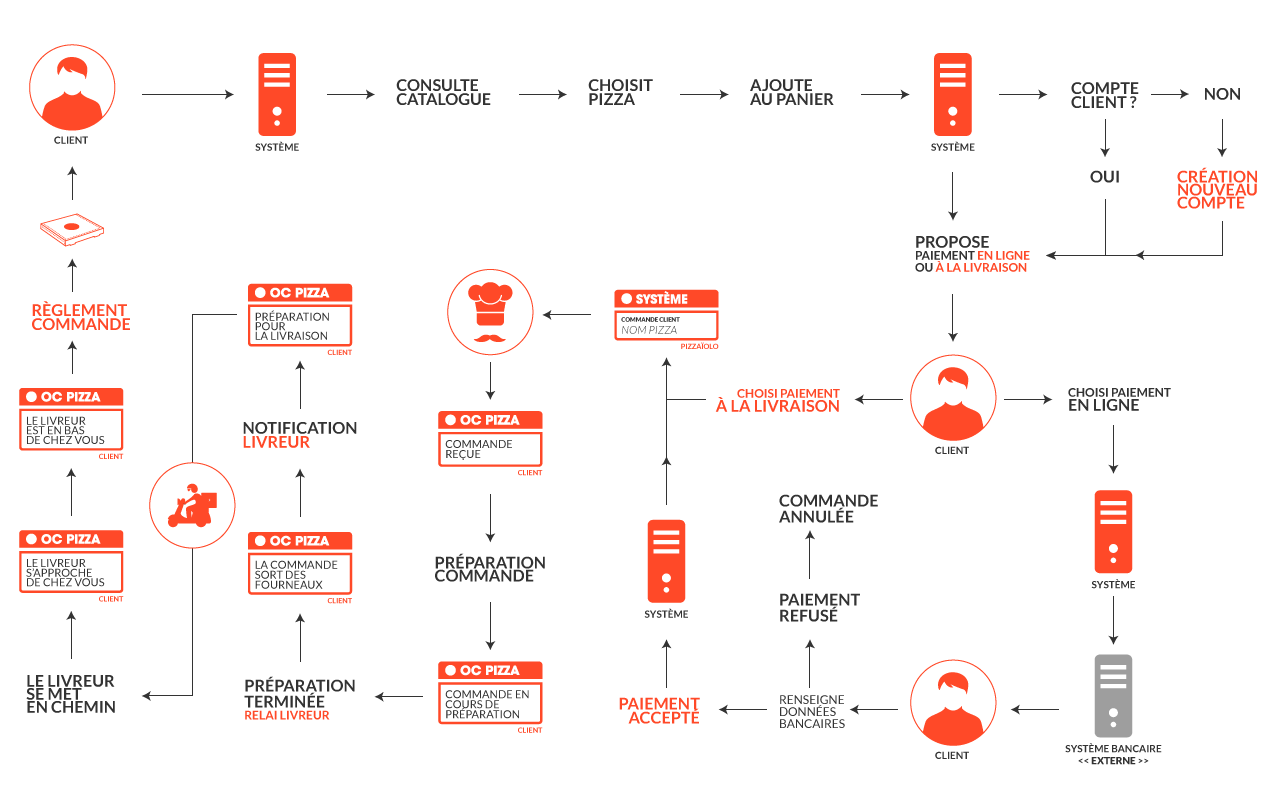 CLIENT
SYSTÈME
CONSULTE
CATALOGUE
CHOISIT
PIZZA
AJOUTE
AU PANIER
SYSTÈME
COMPTE
CLIENT ?
NON
OUI
CRÉATION
NOUVEAU
COMPTE
PROPOSE
PAIEMENT EN LIGNE
OU À LA LIVRAISON
CLIENT
CHOISI PAIEMENT
EN LIGNE
SYSTÈME
SYSTÈME BANCAIRE
<< EXTERNE >>
CLIENT
RENSEIGNE
DONNÉES
BANCAIRES
PAIEMENT
REFUSÉ
COMMANDE
ANNULÉE
PAIEMENT
ACCEPTÉ
SYSTÈME
CHOISI PAIEMENT
À LA LIVRAISON
SYSTÈME
COMMANDE CLIENT
NOM PIZZA
PIZZAÏOLO
OC PIZZA
COMMANDE
REÇUE
CLIENT
PRÉPARATION
COMMANDE
OC PIZZA
COMMANDE EN
COURS DE
PRÉPARATION
CLIENT
PRÉPARATION
TERMINÉE
RELAI LIVREUR
OC PIZZA
LA COMMANDE
SORT DES
FOURNEAUX
CLIENT
NOTIFICATION
LIVREUR
OC PIZZA
PRÉPARATION
POUR
LA LIVRAISON
CLIENT
LE LIVREUR
SE MET
EN CHEMIN
OC PIZZA
LE LIVREUR
S'APPROCHE
DE CHEZ VOUS
CLIENT
OC PIZZA
LE LIVREUR
EST EN BAS
DE CHEZ VOUS
CLIENT
RÈGLEMENT
COMMANDE